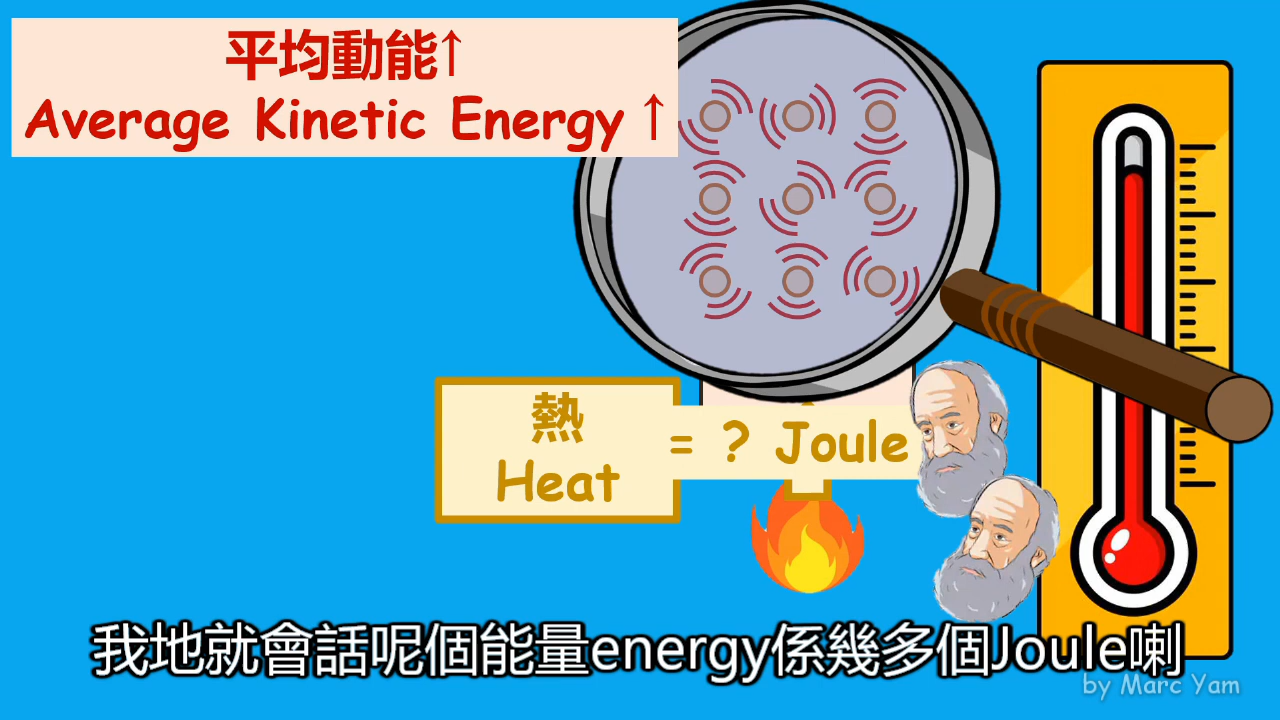 平均動能↑
Average Kinetic Energy ↑
熱
Heat
= ? Joule
我地就會話呢個能量energy係幾多個Joule喇
by Marc Yam